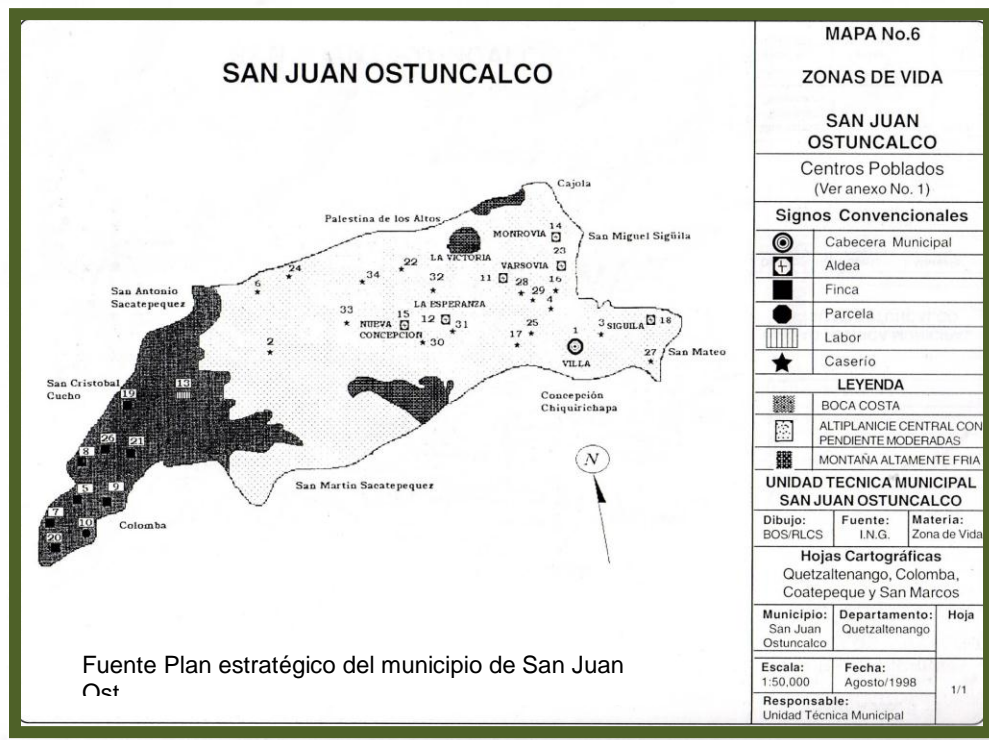 SAN JUAN OSTUNCALCO
Cajola
Palestina de los Altos
MONROVIA
14
San Miguel Sigüila
23
LA VICTORIA
VARSOVIA
22
24
6
34
32
11
16
28
29
4
San Antonio
Sacatepequez
LA ESPERANZA
33
15
12
NUEVA
CONCEPCION
31
30
25
17
1
3
SIGUILA
18
2
VILLA
27
San Mateo
San Cristobal
Cucho
13
19
Concepción
Chiquirichapa
26
21
8
N
San Martin Sacatepequez
5
9
7
10
Colomba
20
Fuente Plan estratégico del municipio de San Juan
Ost
MAPA No.6
ZONAS DE VIDA
SAN JUAN
OSTUNCALCO
Centros Poblados
(Ver anexo No. 1)
Signos Convencionales
Cabecera Municipal
Aldea
Finca
Parcela
Labor
Caserío
LEYENDA
BOCA COSTA
ALTIPLANICIE CENTRAL CON
PENDIENTE MODERADAS
MONTAÑA ALTAMENTE FRIA
UNIDAD TECNICA MUNICIPAL
SAN JUAN OSTUNCALCO
Dibujo: Fuente: Materia:
BOS/RLCS I.N.G. Zona de Vida
Hojas Cartográficas
Quetzaltenango, Colomba,
Coatepeque y San Marcos
Municipio: Departamento: Hoja
San Juan Quetzaltenango
Ostuncalco
Escala: Fecha:
1:50,000 Agosto/1998 1/1
Responsable:
Unidad Técnica Municipal